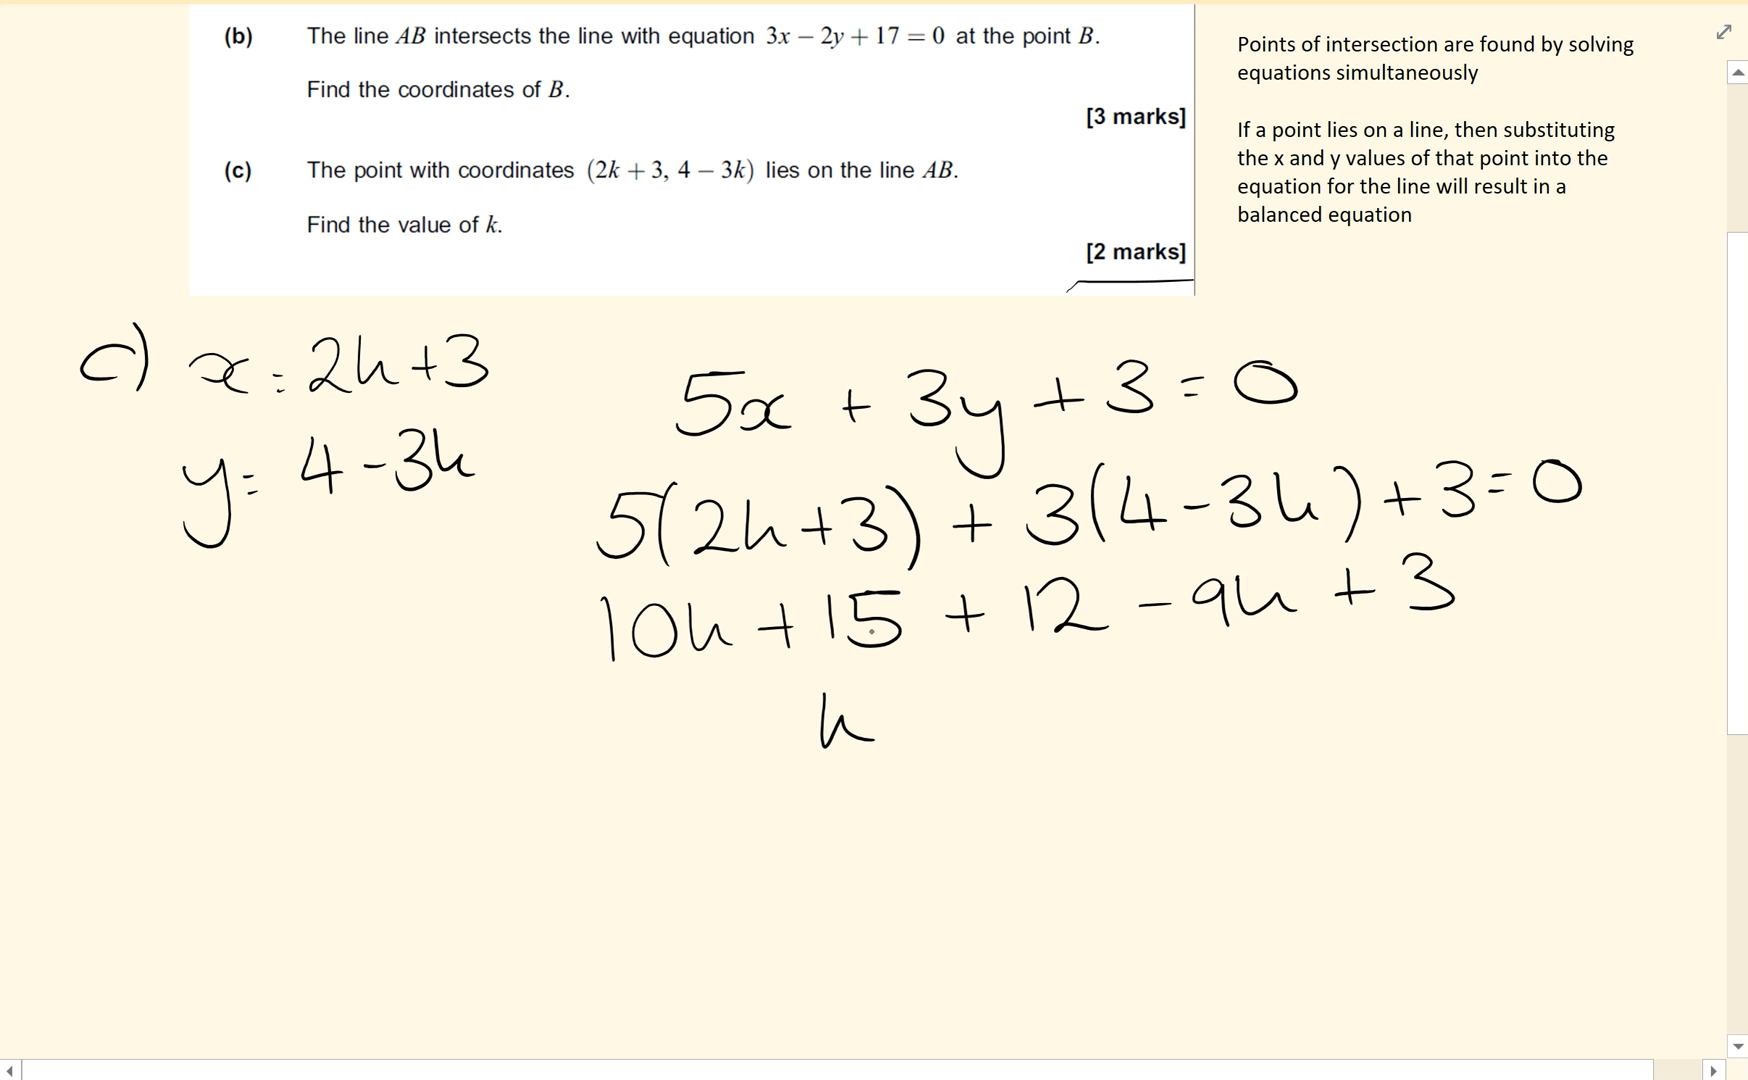 (b) The line AB intersects the line with equation 3x − 2y + 17 = 0 at the point B.
Find the coordinates of B.
[3 marks]
(c) The point with coordinates (2k + 3, 4 − 3k) lies on the line AB.
Find the value of k.
[2 marks]
Points of intersection are found by solving
equations simultaneously
If a point lies on a line, then substituting
the x and y values of that point into the
equation for the line will result in a
balanced equation
c) x = 2k+3
y = 4-3k
5x + 3y + 3 = 0
5(2k+3) + 3(4-3k) + 3 = 0
10k + 15 + 12 - 9k + 3
k